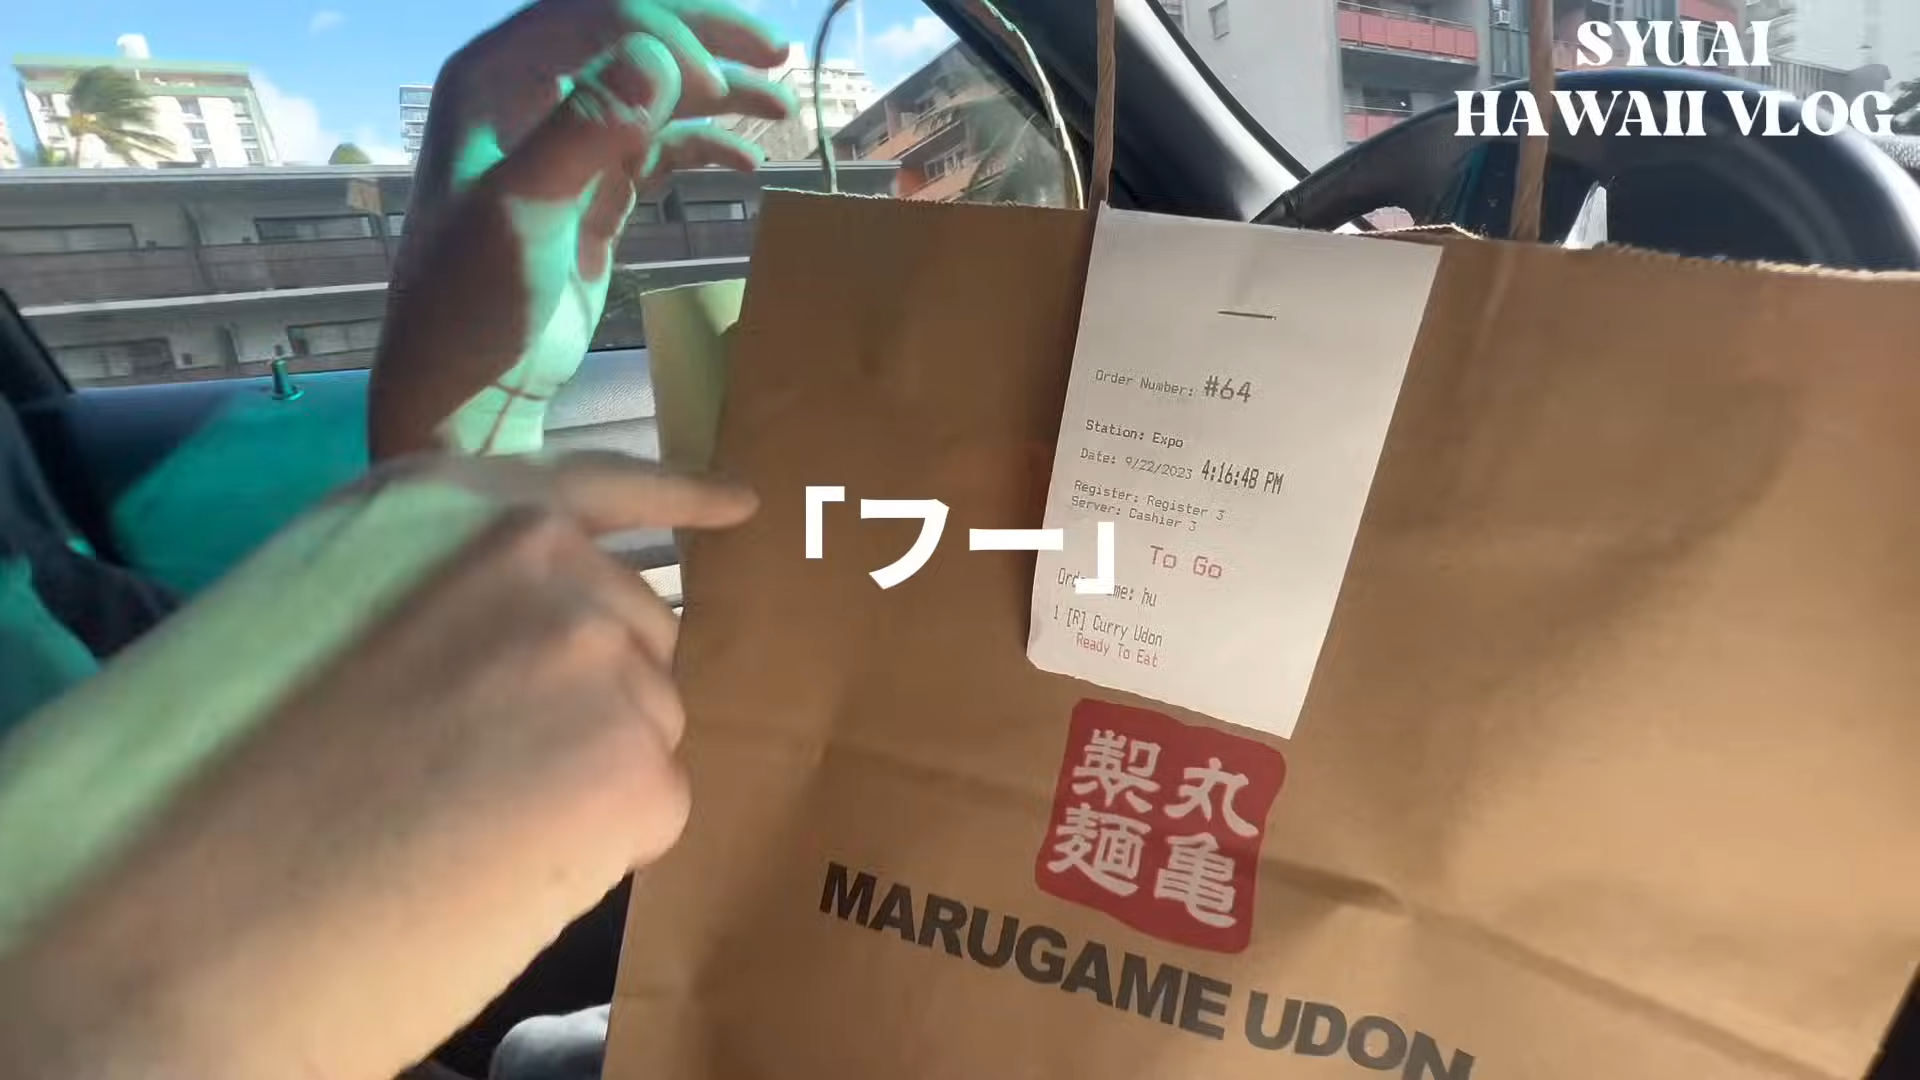 SYUAI
HAWAII VLOG
Order Number: #64
Station: Expo
Date: 9/22/2023 4:16:48 PM
Register: Register 3
Server: Cashier 3
「フー」
To Go
me: hu
1 [R] Curry Udon
Ready To Eat
丸亀
製麺
MARUGAME UDON